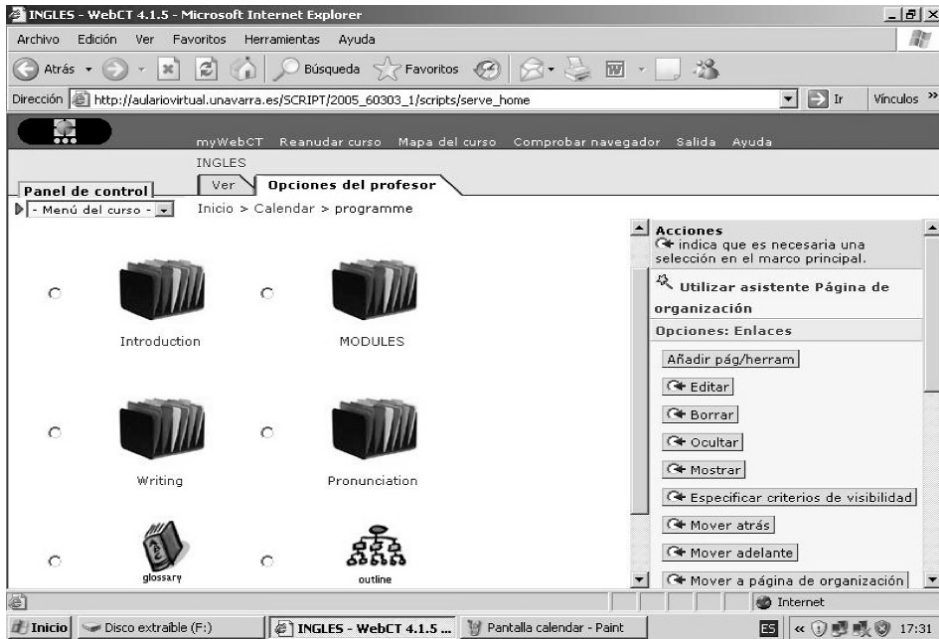 INGLES - WebCT 4.1.5 - Microsoft Internet Explorer
Archivo Edición Ver Favoritos Herramientas Ayuda
Atrás Búsqueda Favoritos
Dirección http://aulariovirtual.unavarra.es/SCRIPT/2005_60303_1/scripts/serve_home Ir Vínculos »
myWebCT Reanudar curso Mapa del curso Comprobar navegador Salida Ayuda
INGLES
Panel de control Ver Opciones del profesor
- Menú del curso - Inicio > Calendar > programme
Introduction MODULES
Writing Pronunciation
glossary outline
Acciones
indica que es necesaria una
selección en el marco principal.
Utilizar asistente Página de
organización
Opciones: Enlaces
Añadir pág/herram
Editar
Borrar
Ocultar
Mostrar
Especificar criterios de visibilidad
Mover atrás
Mover adelante
Mover a página de organización
Internet
Inicio Disco extraíble (F:) INGLES - WebCT 4.1.5 ... Pantalla calendar - Paint ES « 17:31